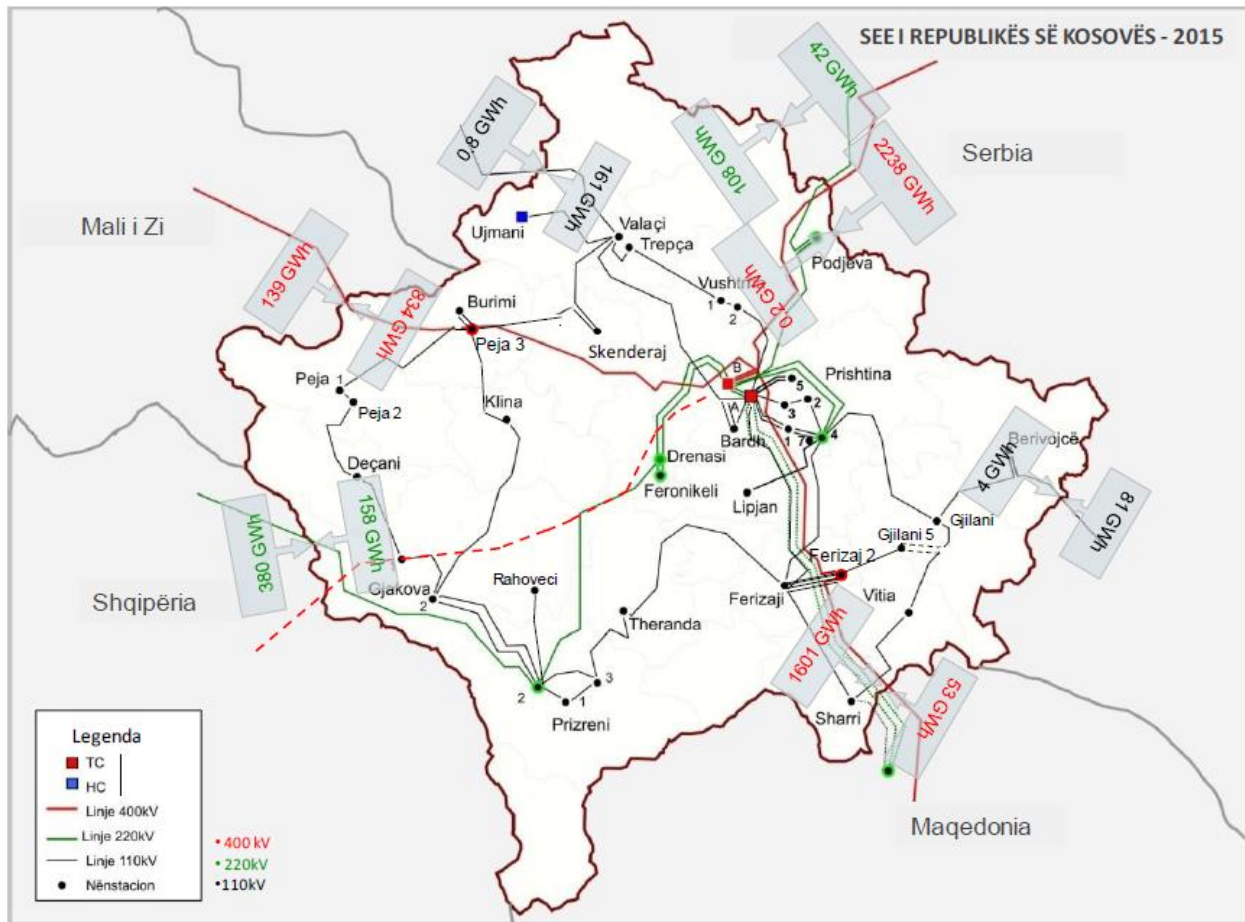 SEE I REPUBLIKËS SË KOSOVËS - 2015
42 GWh
108 GWh
2238 GWh
0,2 GWh
Serbia
0,8 GWh
161 GWh
Mali i Zi
139 GWh
834 GWh
Ujmani
Valaçi
Trepça
Podjeva
1
2
Burimi
Peja 3
Skenderaj
Peja
1
Peja 2
Klina
B
A
Prishtina
5
2
3
1
7
4
Bardh
Deçani
Drenasi
Feronikeli
Lipjan
Berivojcë
4 GWh
81 GWh
Gjilani
Gjilani 5
380 GWh
158 GWh
Shqipëria
Gjakova
2
Rahoveci
Theranda
Ferizaj 2
Ferizaji
Vitia
2
1
3
Prizreni
1601 GWh
53 GWh
Sharri
Maqedonia
Legenda
TC
HC
Linje 400kV
Linje 220kV
Linje 110kV
Nënstacion
• 400 kV
• 220kV
•110kV